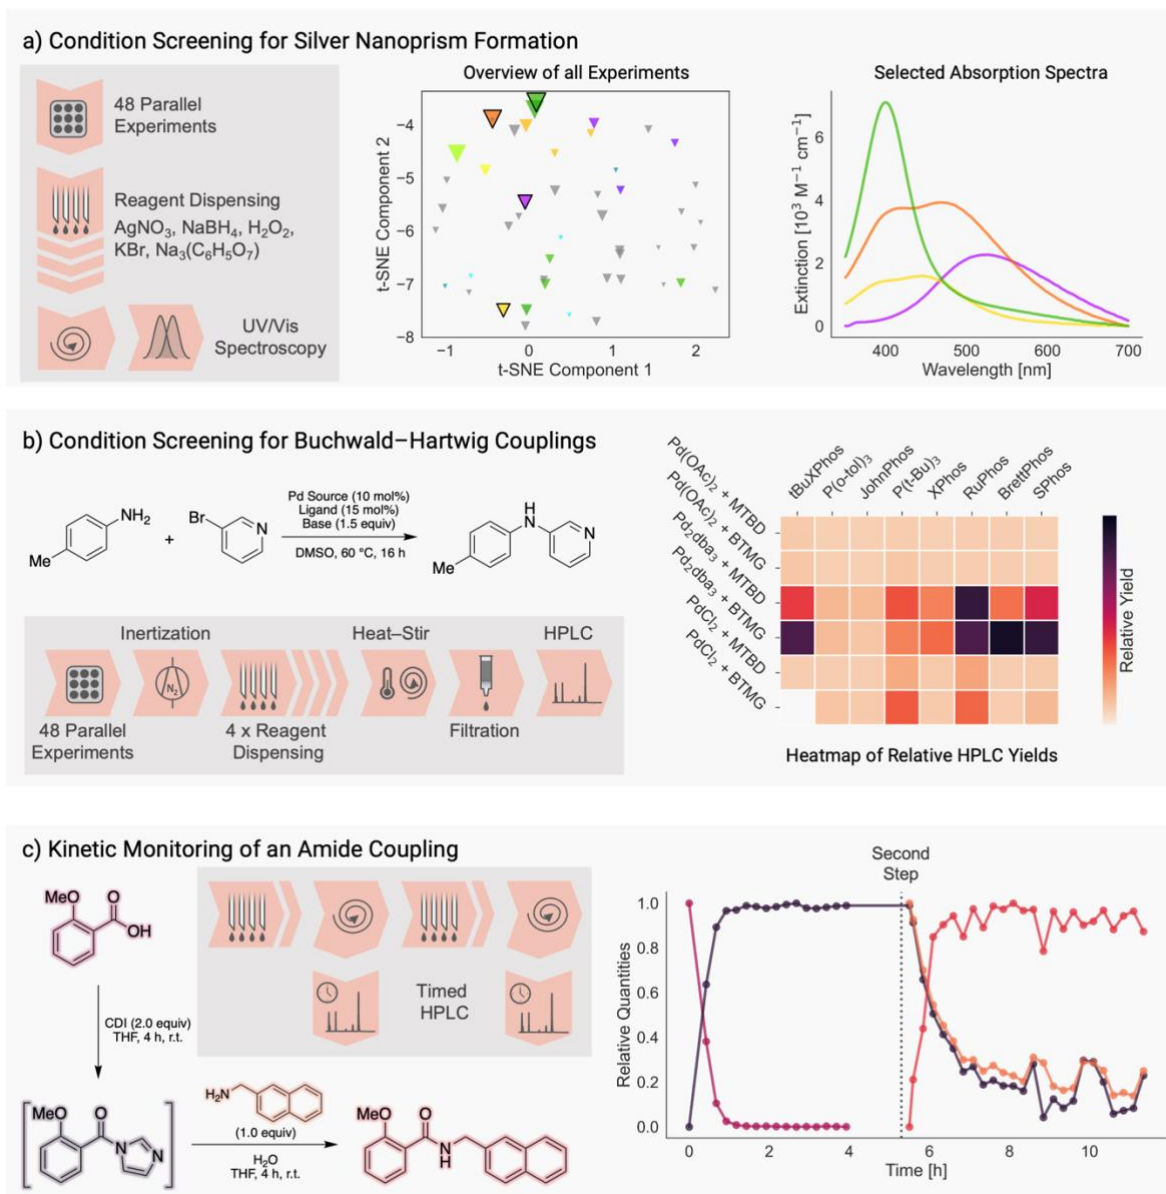 a) Condition Screening for Silver Nanoprism Formation
48 Parallel
Experiments
Reagent Dispensing
AgNO₃, NaBH₄, H₂O₂,
KBr, Na₃(C₆H₅O₇)
UV/Vis
Spectroscopy
Overview of all Experiments
t-SNE Component 2
−4
−5
−6
−7
−8
−1
0
1
2
t-SNE Component 1
Selected Absorption Spectra
Extinction [10³ M⁻¹ cm⁻¹]
6
4
2
0
400
500
600
700
Wavelength [nm]
b) Condition Screening for Buchwald–Hartwig Couplings
NH₂
Me
+
Br
N
Pd Source (10 mol%)
Ligand (15 mol%)
Base (1.5 equiv)
DMSO, 60 °C, 16 h
H
N
N
Me
Inertization
Heat–Stir
HPLC
N₂
48 Parallel
Experiments
4 x Reagent
Dispensing
Filtration
tBuXPhos
P(o-tol)₃
JohnPhos
P(t-Bu)₃
XPhos
RuPhos
BrettPhos
SPhos
Pd(OAc)₂ + MTBD
Pd(OAc)₂ + BTMG
Pd₂dba₃ + MTBD
Pd₂dba₃ + BTMG
PdCl₂ + MTBD
PdCl₂ + BTMG
Relative Yield
Heatmap of Relative HPLC Yields
c) Kinetic Monitoring of an Amide Coupling
MeO
O
OH
CDI (2.0 equiv)
THF, 4 h, r.t.
Timed
HPLC
MeO
O
N
N
H₂N
(1.0 equiv)
H₂O
THF, 4 h, r.t.
MeO
O
N
H
Second
Step
Relative Quantities
1.0
0.8
0.6
0.4
0.2
0.0
0
2
4
6
8
10
Time [h]